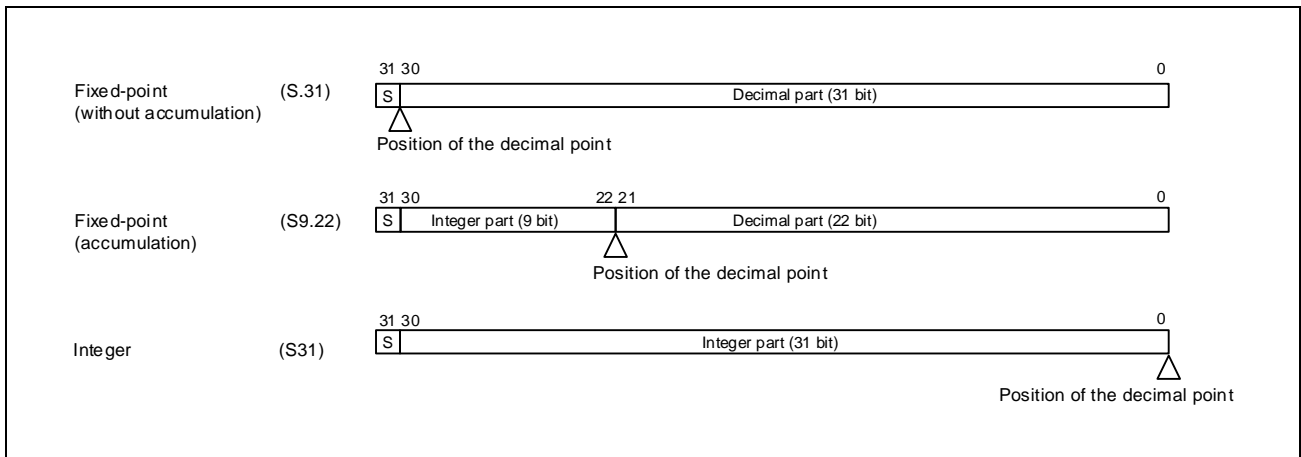 31 30 0
Fixed-point (S.31) S Decimal part (31 bit)
(without accumulation)
Position of the decimal point
31 30 22 21 0
Fixed-point (S9.22) S Integer part (9 bit) Decimal part (22 bit)
(accumulation)
Position of the decimal point
31 30 0
Integer (S31) S Integer part (31 bit)
Position of the decimal point